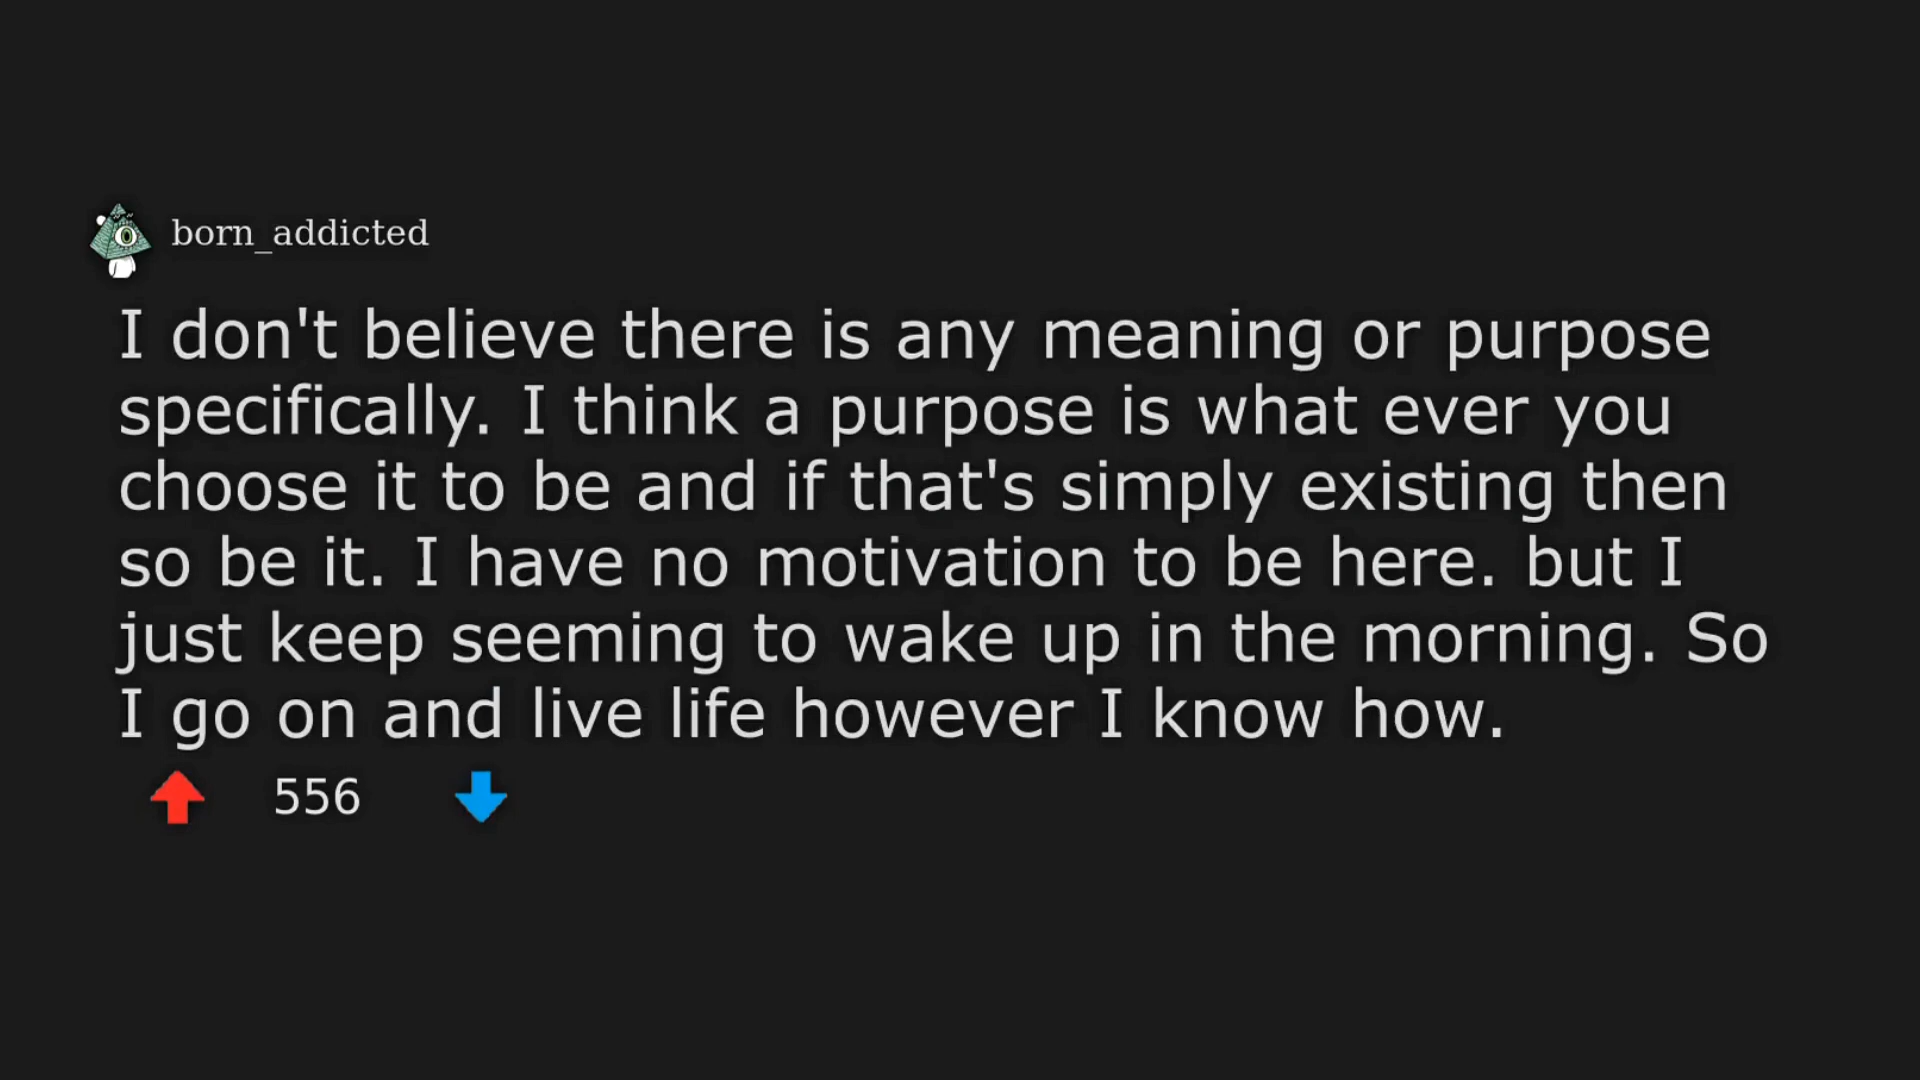 born_addicted
I don't believe there is any meaning or purpose
specifically. I think a purpose is what ever you
choose it to be and if that's simply existing then
so be it. I have no motivation to be here. but I
just keep seeming to wake up in the morning. So
I go on and live life however I know how.
556